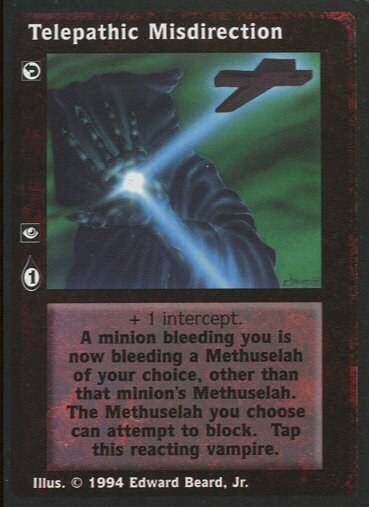 Telepathic Misdirection
1
+ 1 intercept.
A minion bleeding you is
now bleeding a Methuselah
of your choice, other than
that minion's Methuselah.
The Methuselah you choose
can attempt to block. Tap
this reacting vampire.
Illus. © 1994 Edward Beard, Jr.